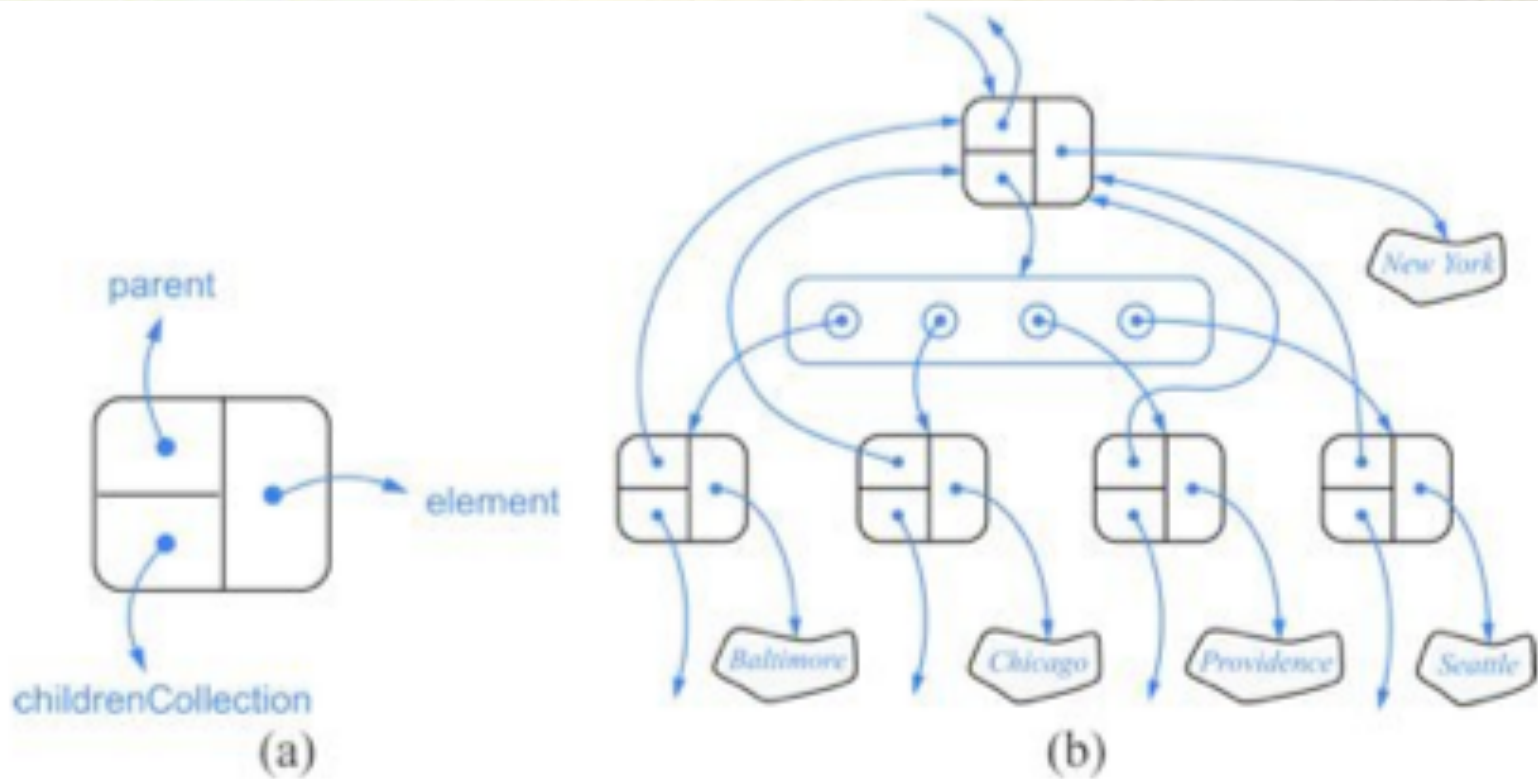 parent
element
childrenCollection
(a)
New York
Baltimore
Chicago
Providence
Seattle
(b)